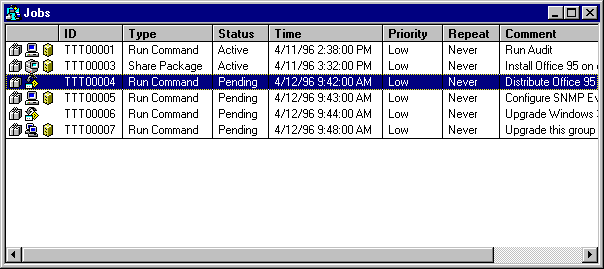 Jobs
ID Type Status Time Priority Repeat Comment
TTT00001 Run Command Active 4/11/96 2:38:00 PM Low Never Run Audit
TTT00003 Share Package Active 4/11/96 3:32:00 PM Low Never Install Office 95 on
TTT00004 Run Command Pending 4/12/96 9:42:00 AM Low Never Distribute Office 95
TTT00005 Run Command Pending 4/12/96 9:43:00 AM Low Never Configure SNMP Ev
TTT00006 Run Command Pending 4/12/96 9:44:00 AM Low Never Upgrade Windows
TTT00007 Run Command Pending 4/12/96 9:48:00 AM Low Never Upgrade this group